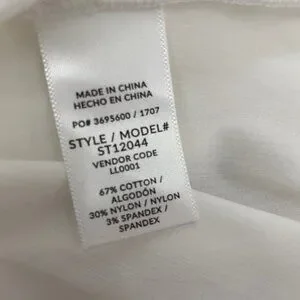 MADE IN CHINA
HECHO EN CHINA
PO# 3695600 / 1707
STYLE / MODEL#
ST12044
VENDOR CODE
LL0001
67% COTTON /
ALGODÓN
30% NYLON / NYLON
3% SPANDEX /
SPANDEX